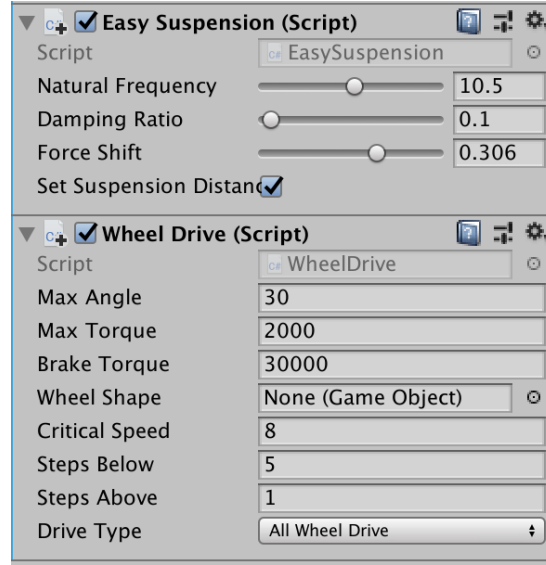 Easy Suspension (Script)
Script EasySuspension
Natural Frequency 10.5
Damping Ratio 0.1
Force Shift 0.306
Set Suspension Distanc
Wheel Drive (Script)
Script WheelDrive
Max Angle 30
Max Torque 2000
Brake Torque 30000
Wheel Shape None (Game Object)
Critical Speed 8
Steps Below 5
Steps Above 1
Drive Type All Wheel Drive